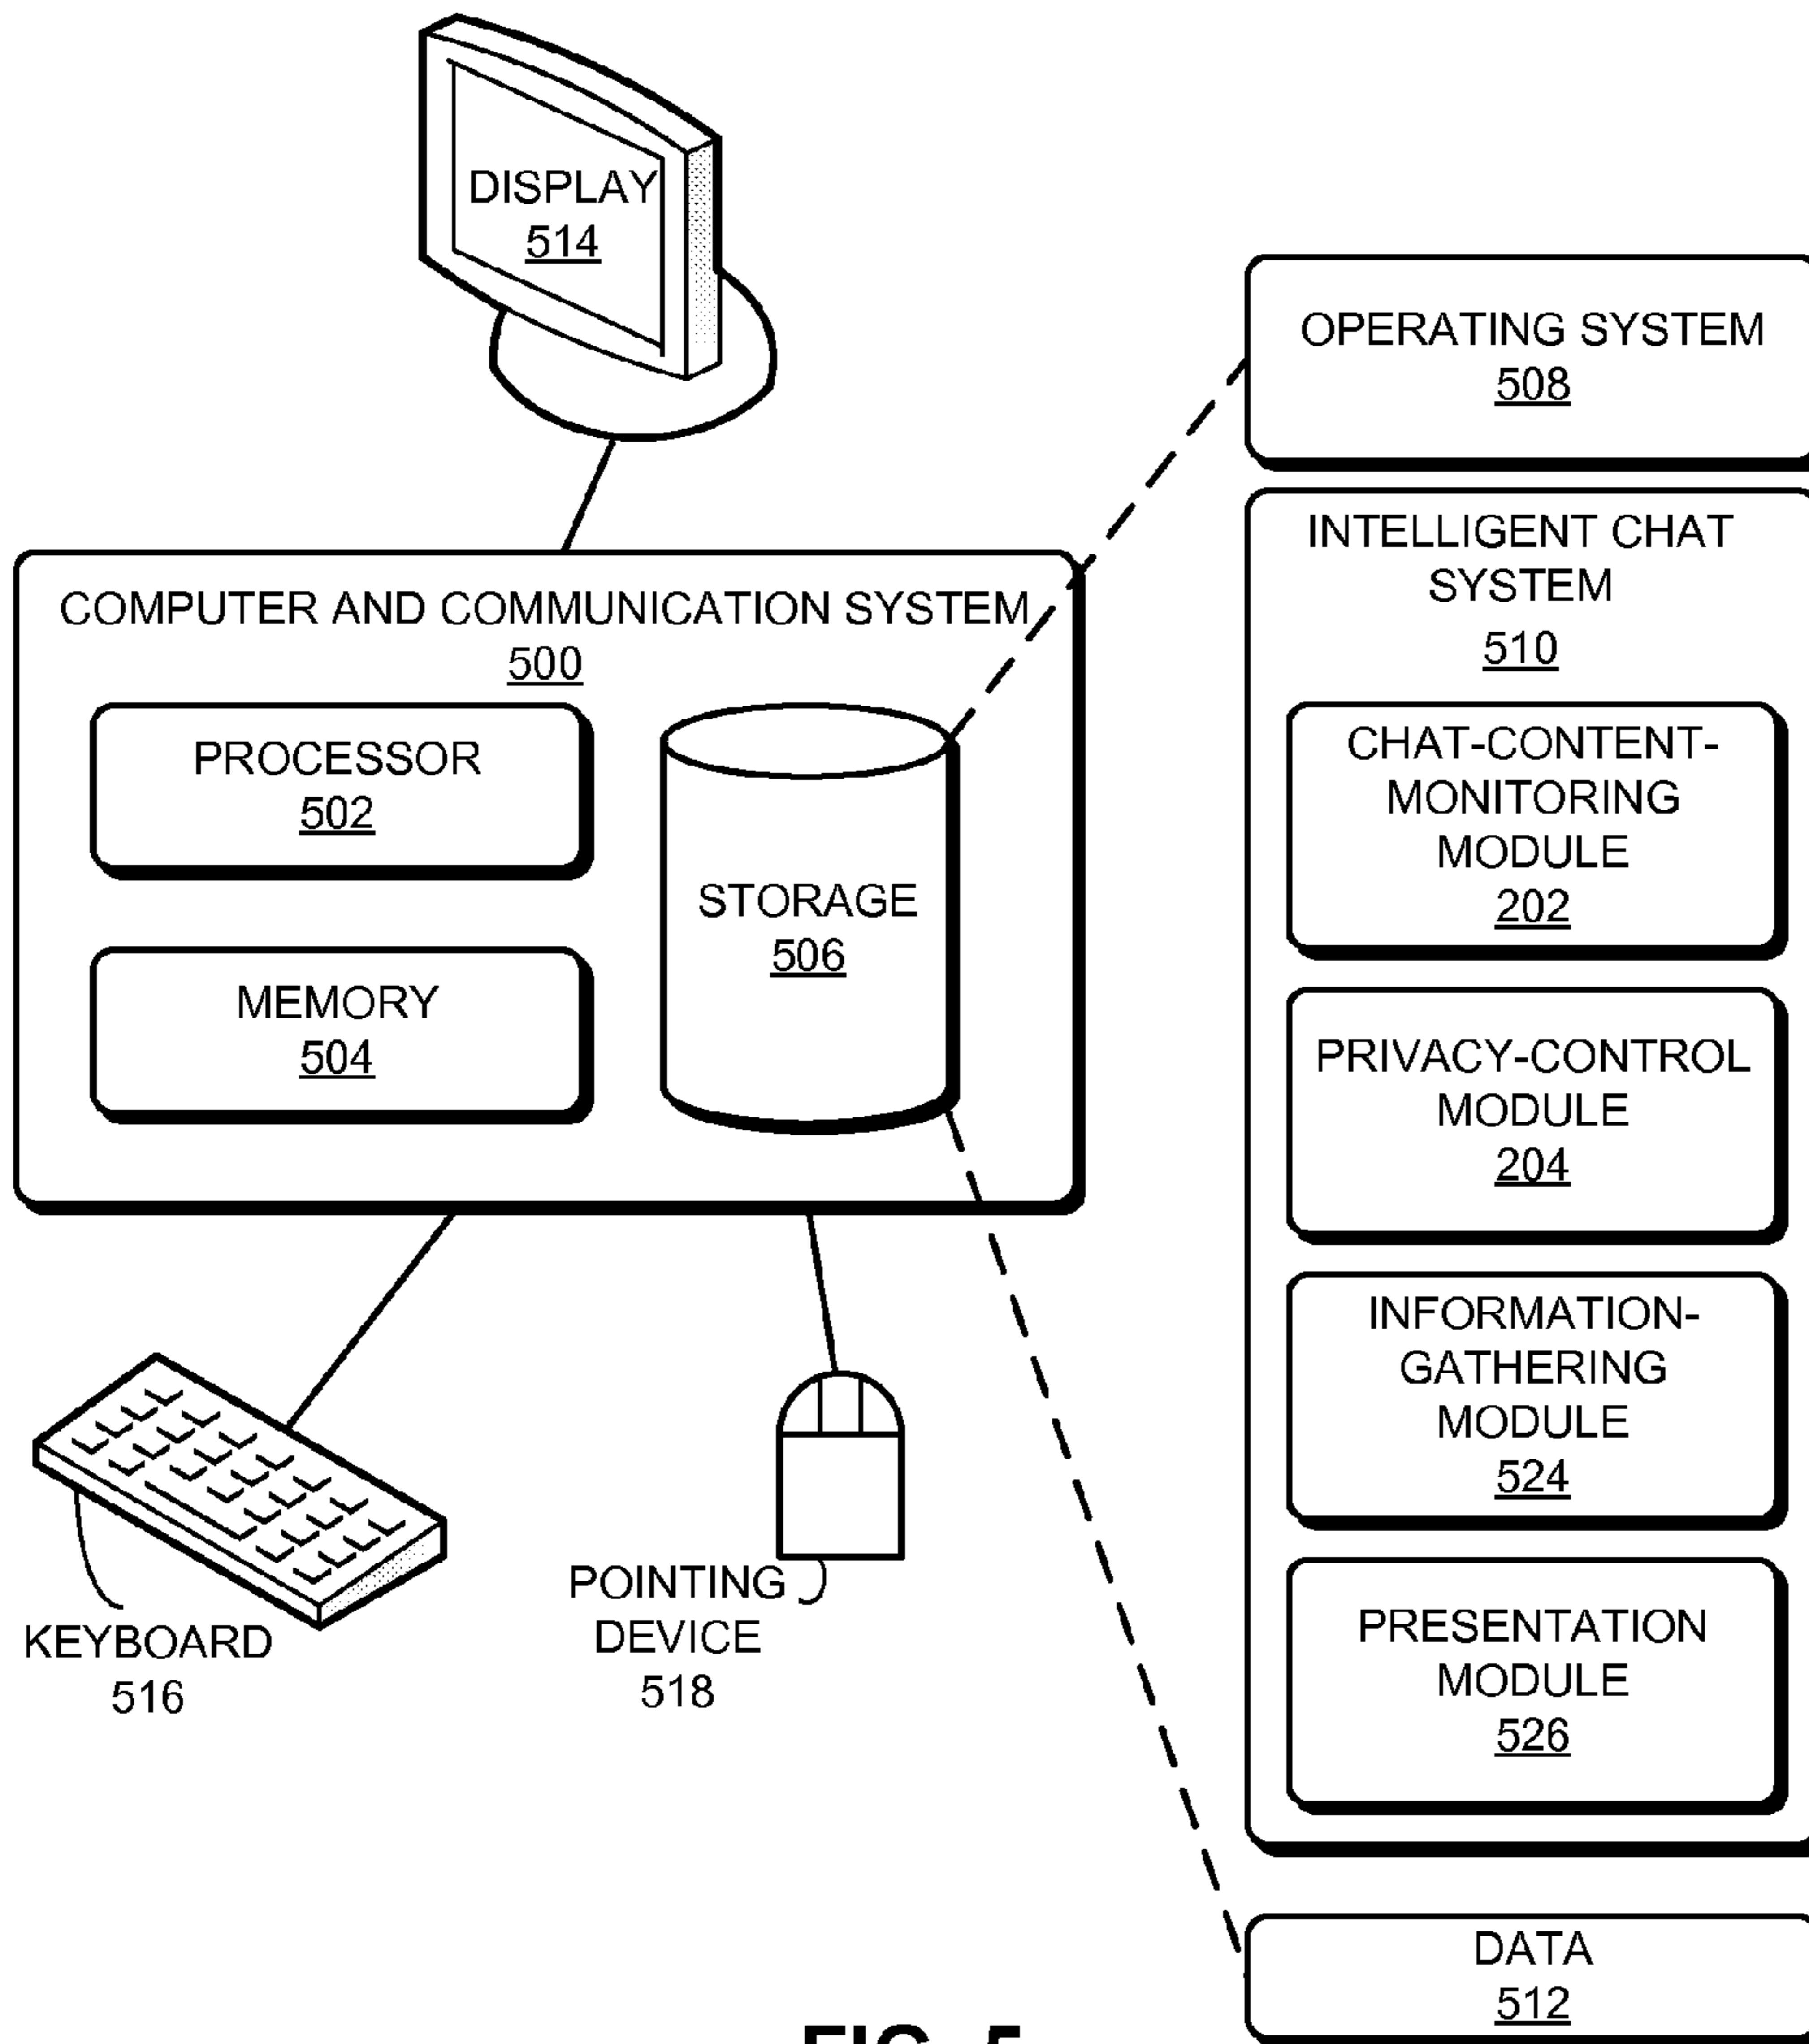 DISPLAY
514
COMPUTER AND COMMUNICATION SYSTEM
500
PROCESSOR
502
MEMORY
504
STORAGE
506
KEYBOARD
516
POINTING
DEVICE
518
OPERATING SYSTEM
508
INTELLIGENT CHAT
SYSTEM
510
CHAT-CONTENT-
MONITORING
MODULE
202
PRIVACY-CONTROL
MODULE
204
INFORMATION-
GATHERING
MODULE
524
PRESENTATION
MODULE
526
DATA
512
FIG. 5